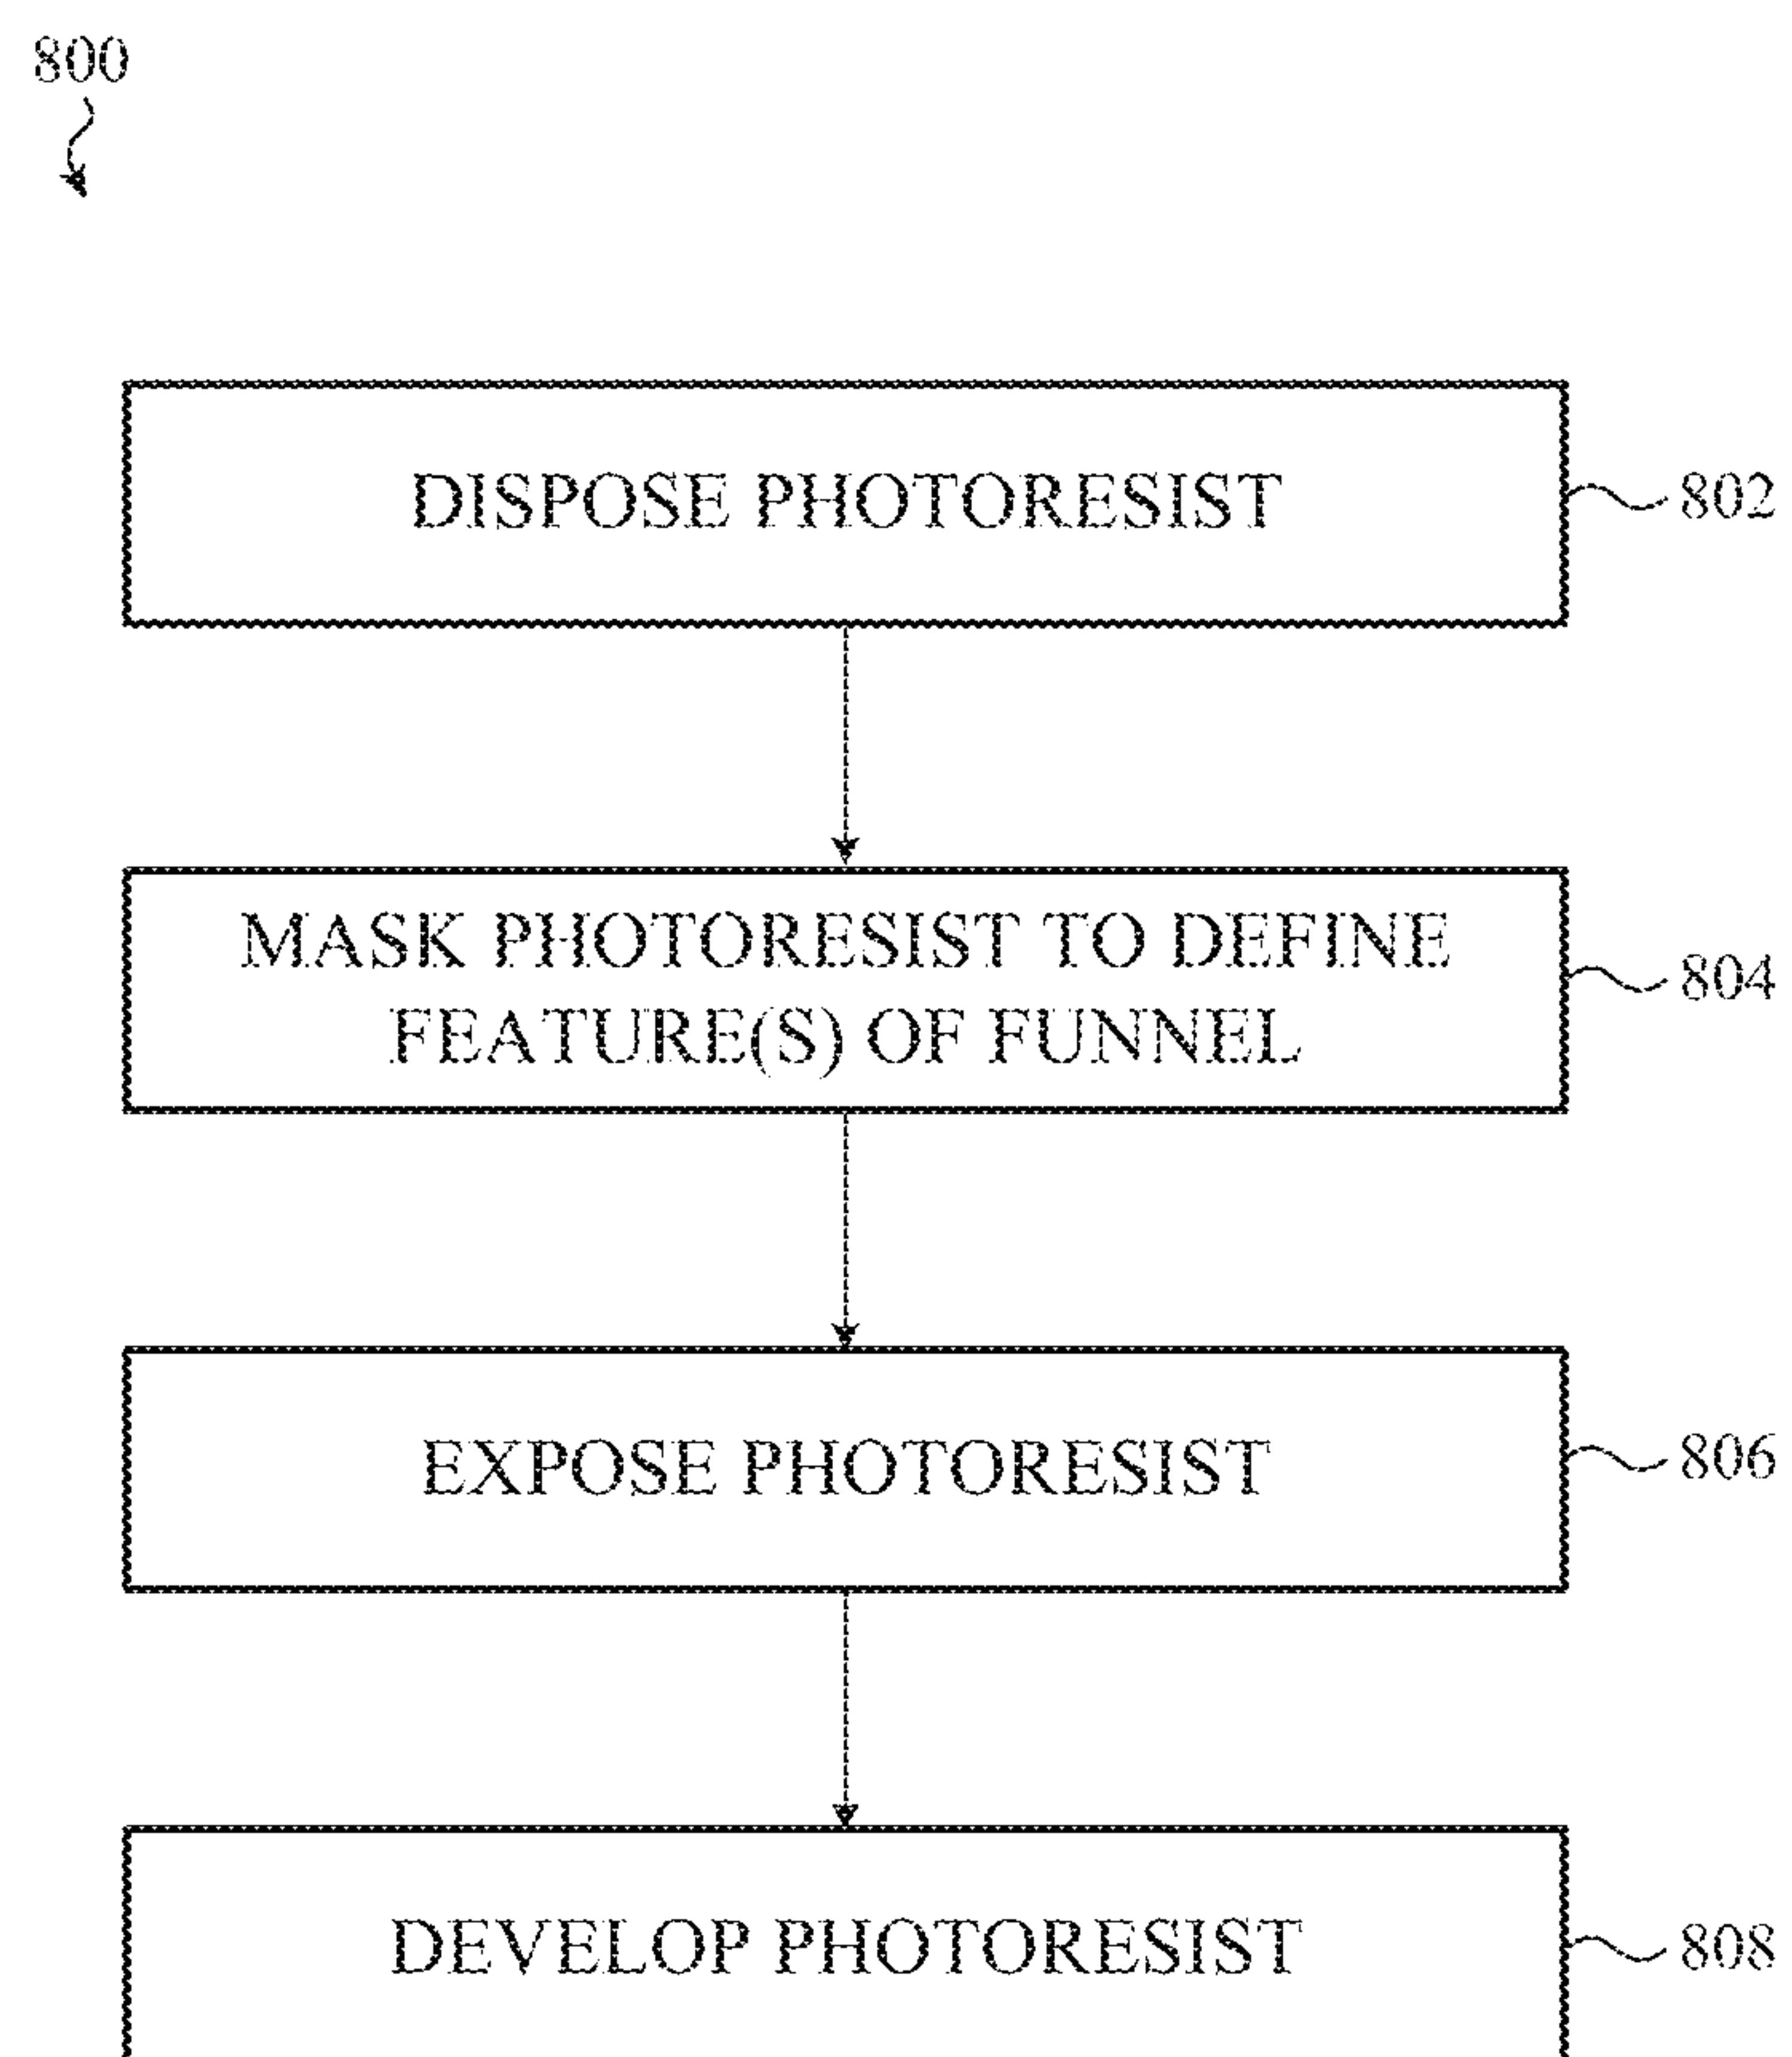 800
DISPOSE PHOTORESIST
802
MASK PHOTORESIST TO DEFINE
FEATURE(S) OF FUNNEL
804
EXPOSE PHOTORESIST
806
DEVELOP PHOTORESIST
808